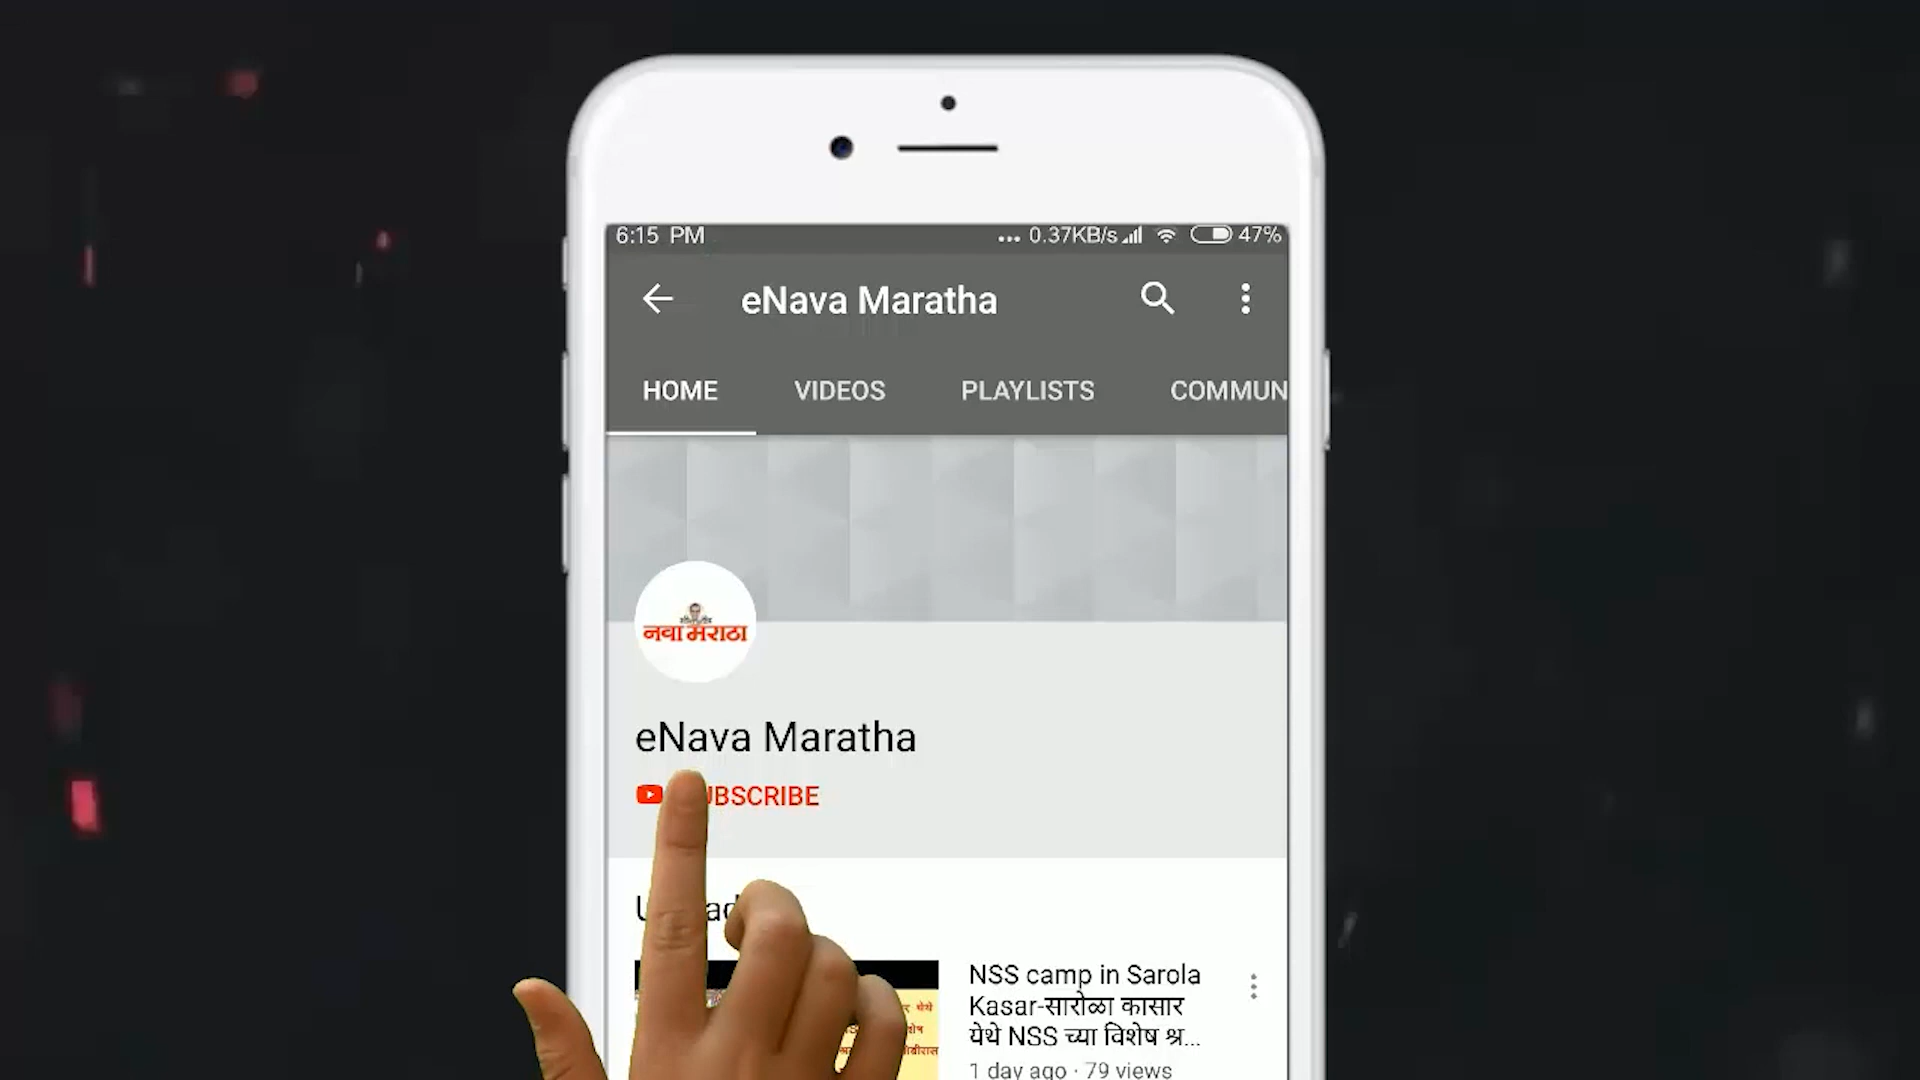 6:15 PM
0.37KB/s
47%
eNava Maratha
HOME
VIDEOS
PLAYLISTS
COMMUN
नवा मराठा
eNava Maratha
UBSCRIBE
NSS camp in Sarola
Kasar-सारोळा कासार
येथे NSS च्या विशेष श्र...
1 day ago · 79 views